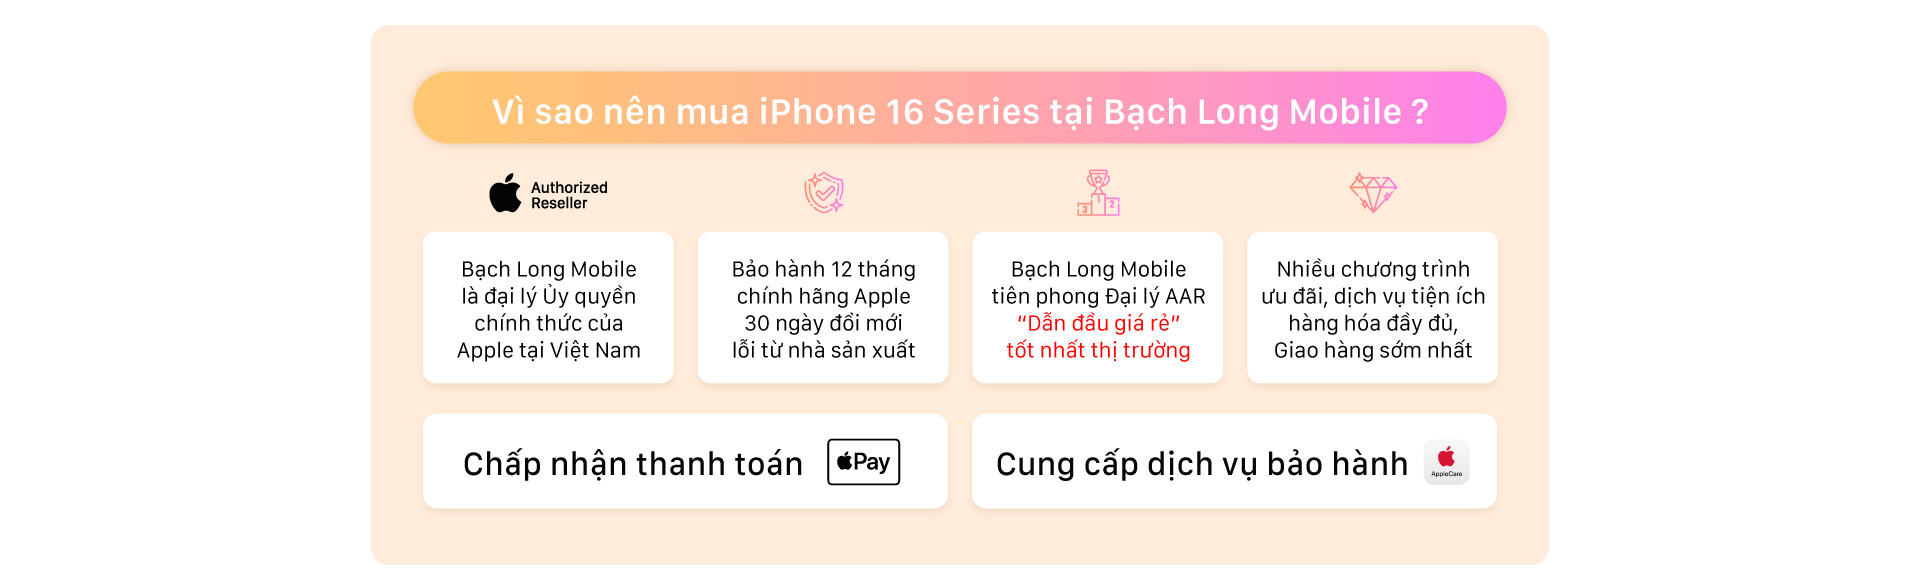 Vì sao nên mua iPhone 16 Series tại Bạch Long Mobile ?
Authorized
Reseller
1
2
3
Bạch Long Mobile
là đại lý Ủy quyền
chính thức của
Apple tại Việt Nam
Bảo hành 12 tháng
chính hãng Apple
30 ngày đổi mới
lỗi từ nhà sản xuất
Bạch Long Mobile
tiên phong Đại lý AAR
“Dẫn đầu giá rẻ”
tốt nhất thị trường
Nhiều chương trình
ưu đãi, dịch vụ tiện ích
hàng hóa đầy đủ,
Giao hàng sớm nhất
Chấp nhận thanh toán
Pay
Cung cấp dịch vụ bảo hành
AppleCare